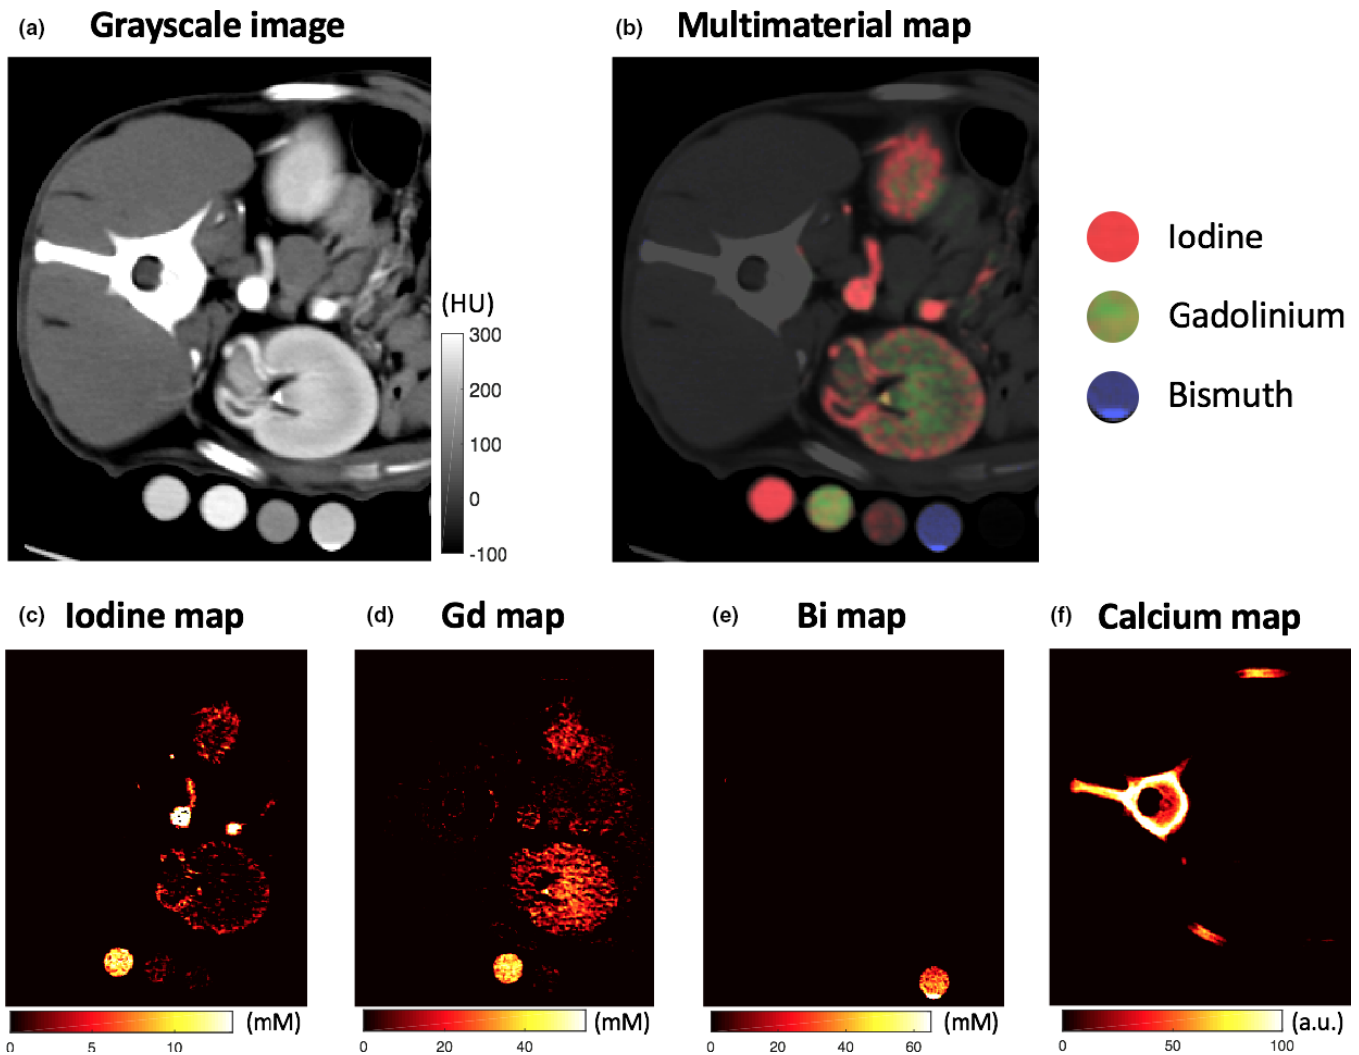 (a) Grayscale image
(b) Multimaterial map
(HU)
300
200
100
0
-100
Iodine
Gadolinium
Bismuth
(c) Iodine map
(d) Gd map
(e) Bi map
(f) Calcium map
0 5 10 (mM)
0 20 40 (mM)
0 20 40 60 (mM)
0 50 100 (a.u.)